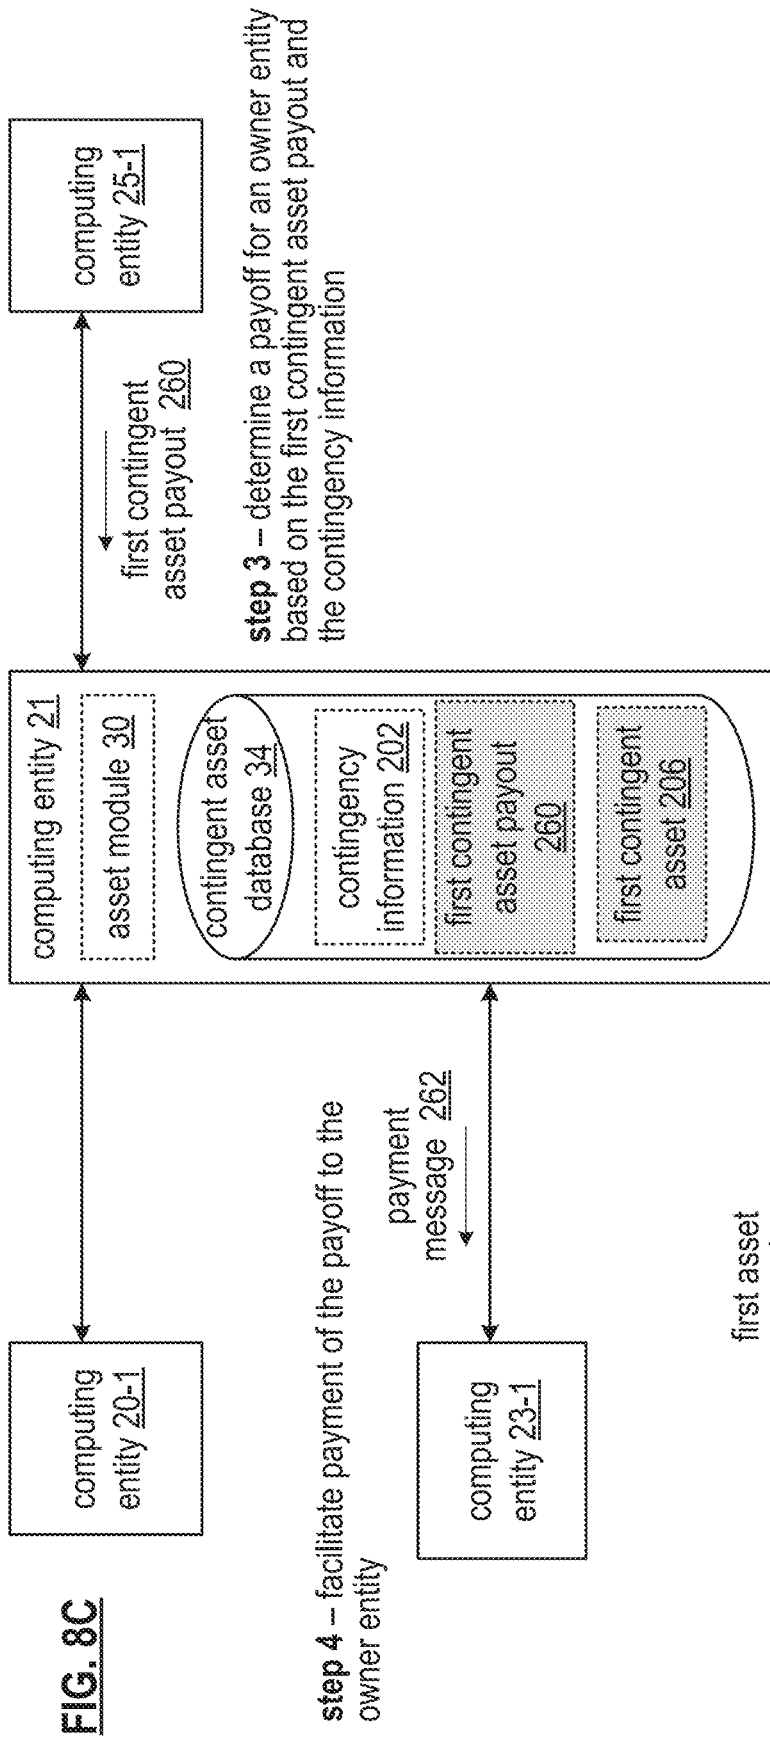 FIG. 8C
computing
entity 20-1
computing entity 21
asset module 30
contingent asset
database 34
contingency
information 202
first contingent
asset payout
260
first contingent
asset 206
first contingent
asset payout 260
computing
entity 25-1
step 3 – determine a payoff for an owner entity
based on the first contingent asset payout and
the contingency information
step 4 – facilitate payment of the payoff to the
owner entity
payment
message 262
computing
entity 23-1
first asset